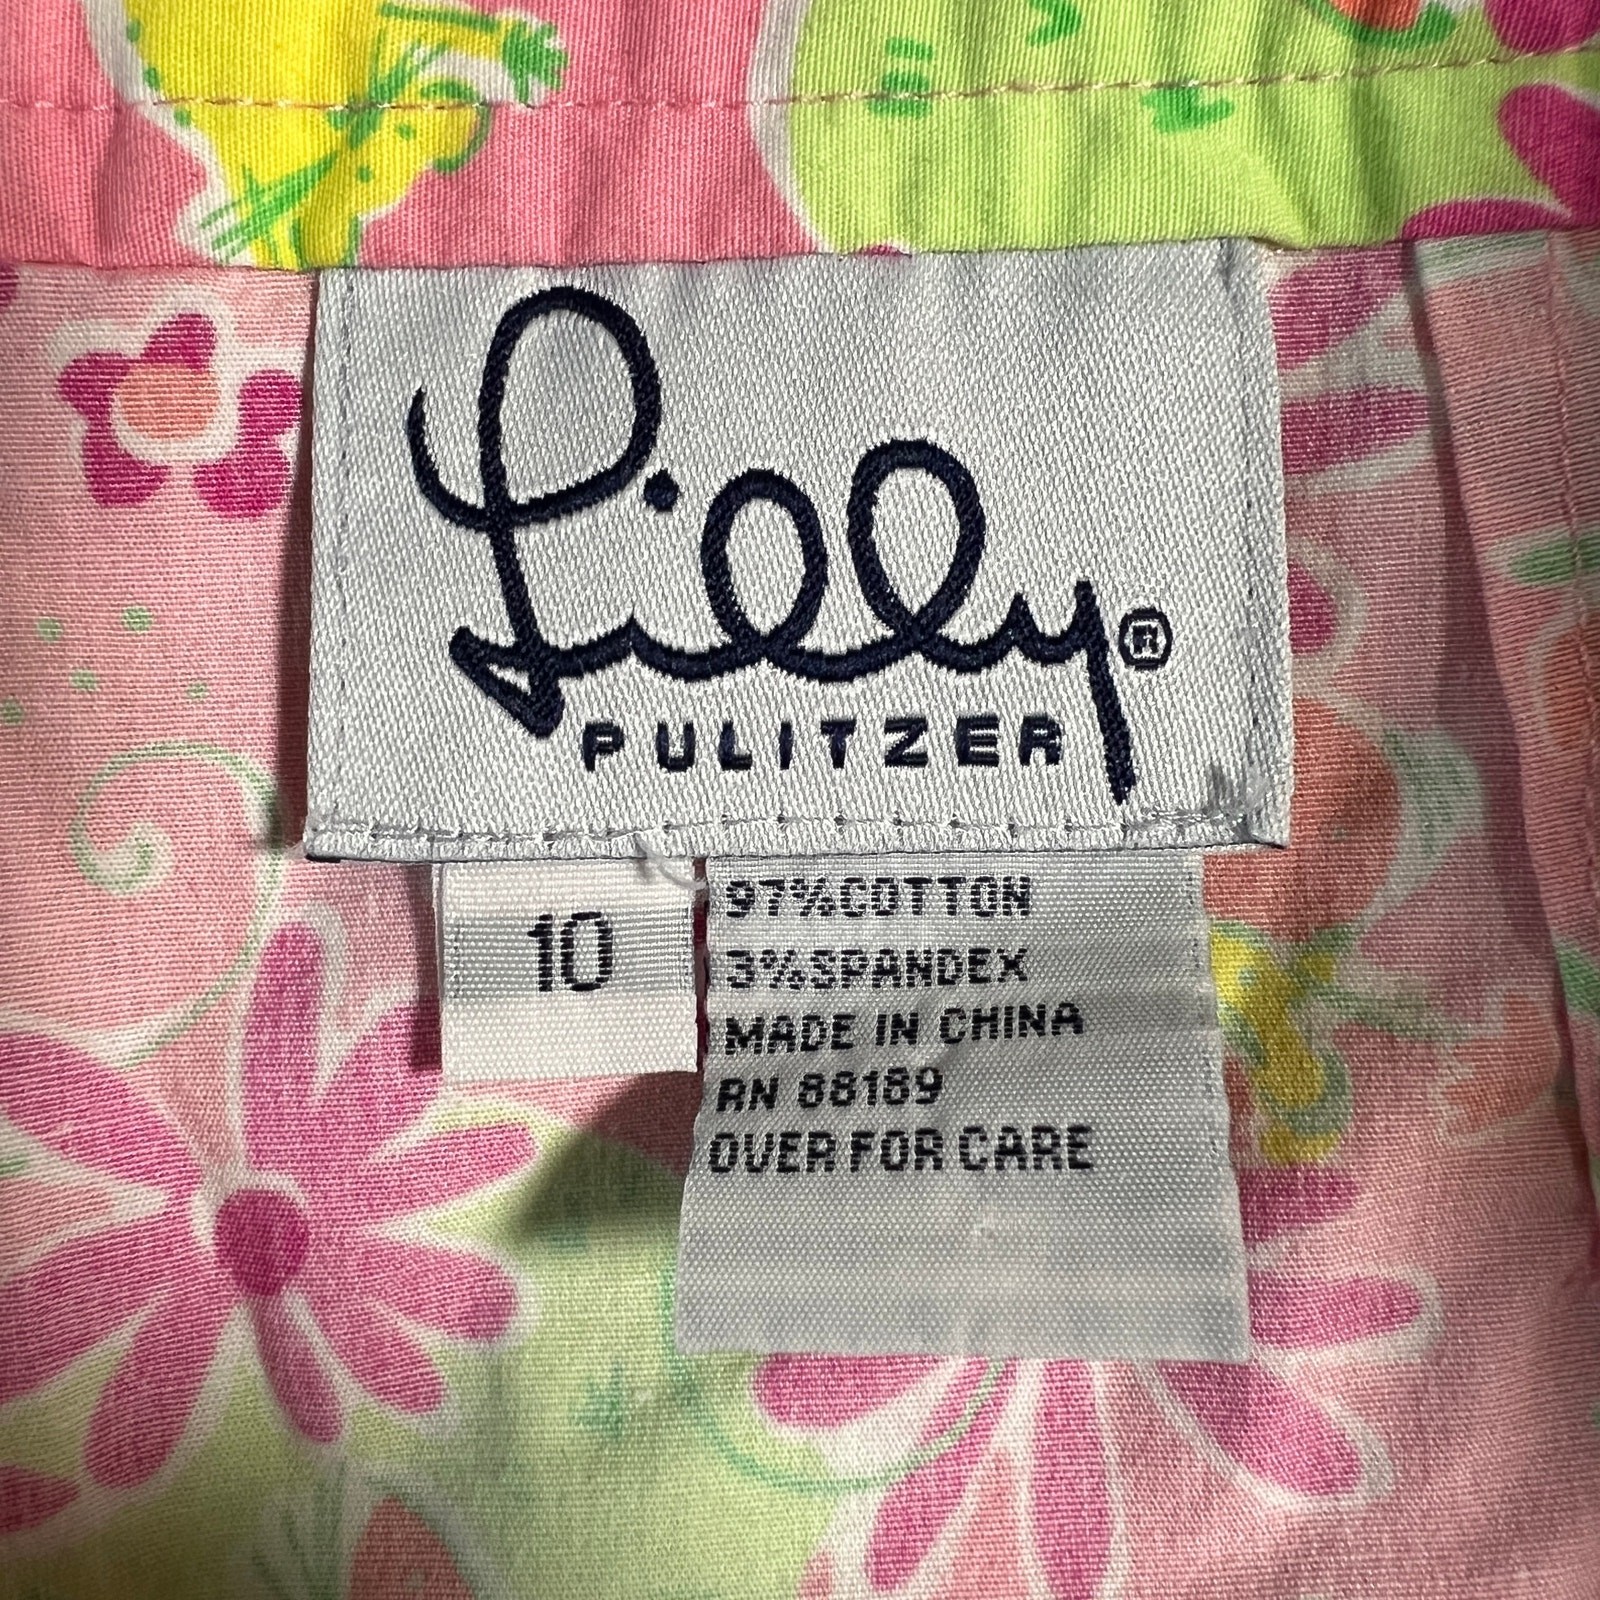 Lilly®
PULITZER
10
97%COTTON
3%SPANDEX
MADE IN CHINA
RN 88189
OVER FOR CARE